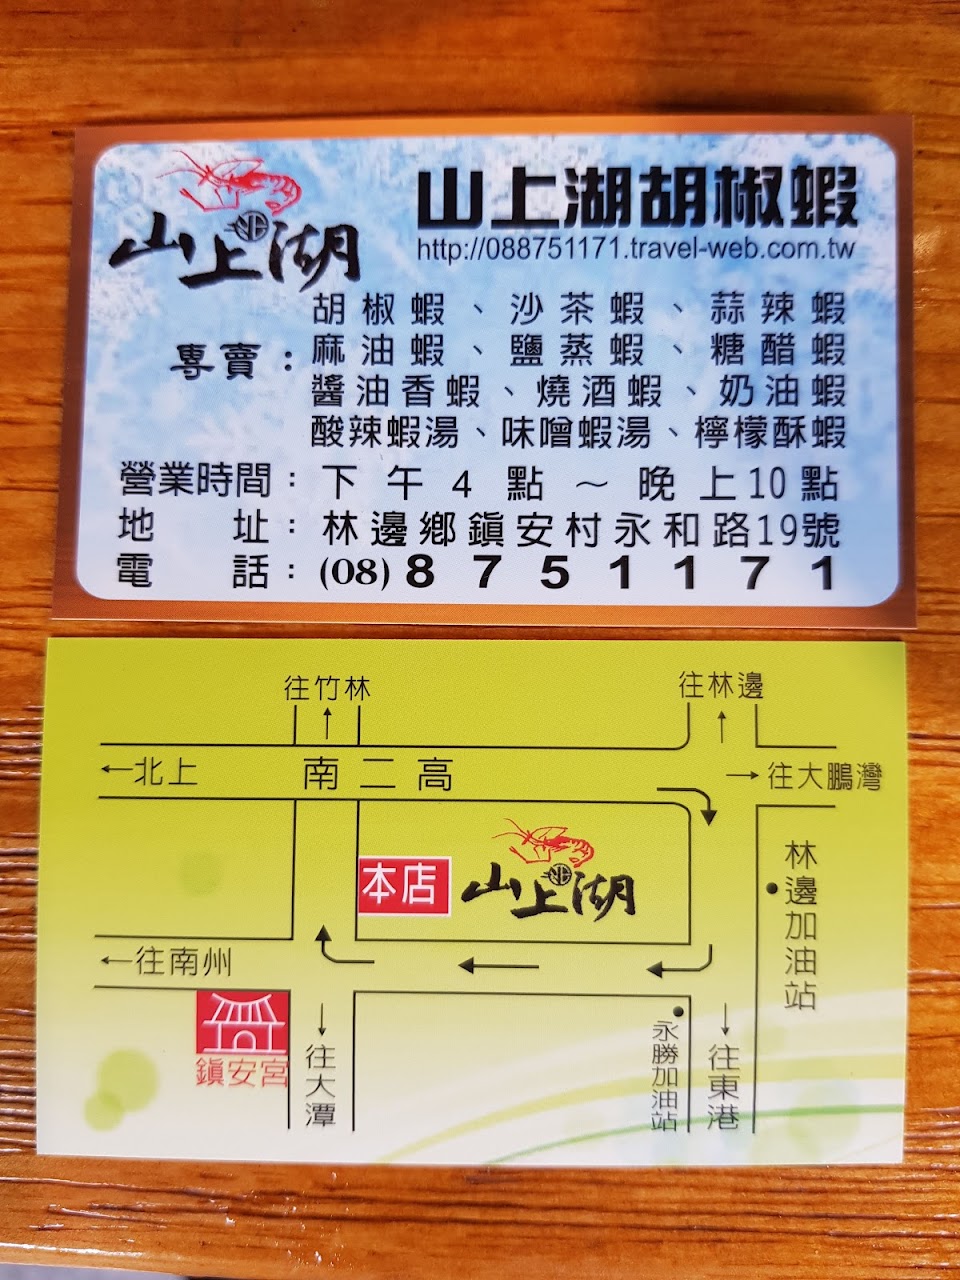 山上湖
山上湖胡椒蝦
http://088751171.travel-web.com.tw
專賣：
胡椒蝦、沙茶蝦、蒜辣蝦
麻油蝦、鹽蒸蝦、糖醋蝦
醬油香蝦、燒酒蝦、奶油蝦
酸辣蝦湯、味噌蝦湯、檸檬酥蝦
營業時間：下午4點～晚上10點
地址：林邊鄉鎮安村永和路19號
電話：(08)8751171
往竹林
往林邊
←北上
南二高
→往大鵬灣
本店
山上湖
林邊加油站
←往南州
鎮安宮
往大潭
永勝加油站
往東港